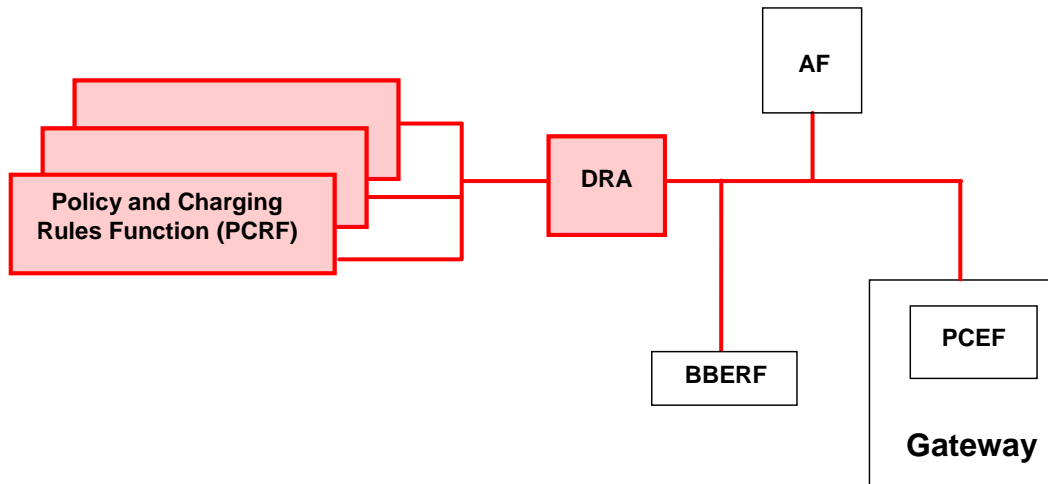 AF
DRA
Policy and Charging
Rules Function (PCRF)
PCEF
BBERF
Gateway